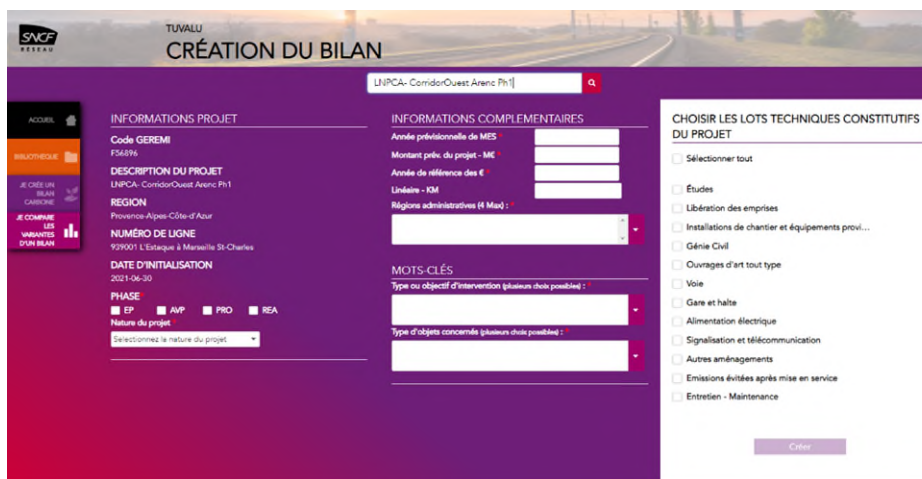 SNCF
RÉSEAU
TUVALU
CRÉATION DU BILAN
LNPCA- CorridorOuest Arenc Ph1
ACCUEIL
BIBLIOTHÈQUE
JE CRÉE UN
BILAN
CARBONE
JE COMPARE
LES
VARIANTES
D'UN BILAN
INFORMATIONS PROJET
Code GEREMI
F56896
DESCRIPTION DU PROJET
LNPCA- CorridorOuest Arenc Ph1
REGION
Provence-Alpes-Côte-d'Azur
NUMÉRO DE LIGNE
939001 L'Estaque à Marseille St-Charles
DATE D'INITIALISATION
2021-06-30
PHASE*
EP AVP PRO REA
Nature du projet*
Selectionnez la nature du projet
INFORMATIONS COMPLEMENTAIRES
Année prévisionnelle de MES *
Montant prév. du projet - M€ *
Année de référence des € *
Linéaire - KM
Régions administratives (4 Max) : *
MOTS-CLÉS
Type ou objectif d'intervention (plusieurs choix possibles) : *
Type d'objets concernés (plusieurs choix possibles) : *
CHOISIR LES LOTS TECHNIQUES CONSTITUTIFS
DU PROJET
Sélectionner tout
Études
Libération des emprises
Installations de chantier et équipements provi...
Génie Civil
Ouvrages d'art tout type
Voie
Gare et halte
Alimentation électrique
Signalisation et télécommunication
Autres aménagements
Emissions évitées après mise en service
Entretien - Maintenance
Créer